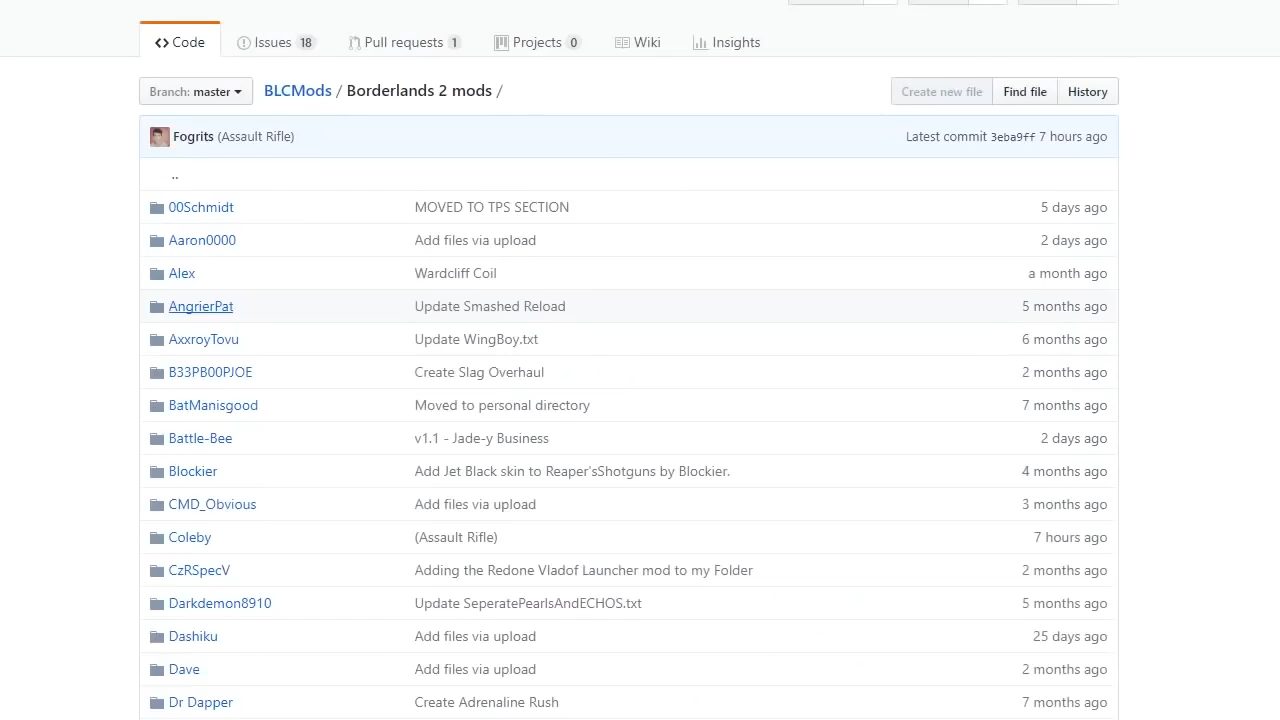 Code Issues 18 Pull requests 1 Projects 0 Wiki Insights
Branch: master BLCMods / Borderlands 2 mods / Create new file Find file History
Fogrits (Assault Rifle) Latest commit 3eba9ff 7 hours ago
..
00Schmidt MOVED TO TPS SECTION 5 days ago
Aaron0000 Add files via upload 2 days ago
Alex Wardcliff Coil a month ago
AngrierPat Update Smashed Reload 5 months ago
AxxroyTovu Update WingBoy.txt 6 months ago
B33PB00PJOE Create Slag Overhaul 2 months ago
BatManisgood Moved to personal directory 7 months ago
Battle-Bee v1.1 - Jade-y Business 2 days ago
Blockier Add Jet Black skin to Reaper'sShotguns by Blockier. 4 months ago
CMD_Obvious Add files via upload 3 months ago
Coleby (Assault Rifle) 7 hours ago
CzRSpecV Adding the Redone Vladof Launcher mod to my Folder 2 months ago
Darkdemon8910 Update SeperatePearlsAndECHOS.txt 5 months ago
Dashiku Add files via upload 25 days ago
Dave Add files via upload 2 months ago
Dr Dapper Create Adrenaline Rush 7 months ago